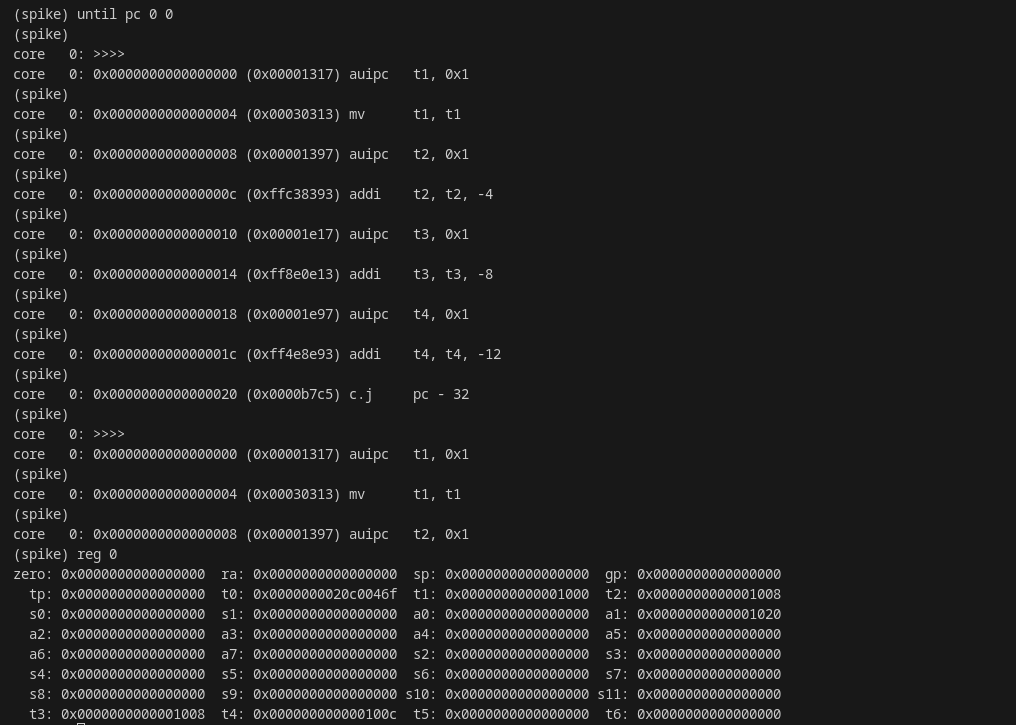 (spike) until pc 0 0
(spike)
core   0: >>>>
core   0: 0x0000000000000000 (0x00001317) auipc   t1, 0x1
(spike)
core   0: 0x0000000000000004 (0x00030313) mv      t1, t1
(spike)
core   0: 0x0000000000000008 (0x00001397) auipc   t2, 0x1
(spike)
core   0: 0x000000000000000c (0xffc38393) addi    t2, t2, -4
(spike)
core   0: 0x0000000000000010 (0x00001e17) auipc   t3, 0x1
(spike)
core   0: 0x0000000000000014 (0xff8e0e13) addi    t3, t3, -8
(spike)
core   0: 0x0000000000000018 (0x00001e97) auipc   t4, 0x1
(spike)
core   0: 0x000000000000001c (0xff4e8e93) addi    t4, t4, -12
(spike)
core   0: 0x0000000000000020 (0x0000b7c5) c.j     pc - 32
(spike)
core   0: >>>>
core   0: 0x0000000000000000 (0x00001317) auipc   t1, 0x1
(spike)
core   0: 0x0000000000000004 (0x00030313) mv      t1, t1
(spike)
core   0: 0x0000000000000008 (0x00001397) auipc   t2, 0x1
(spike) reg 0
zero: 0x0000000000000000  ra: 0x0000000000000000  sp: 0x0000000000000000  gp: 0x0000000000000000
  tp: 0x0000000000000000  t0: 0x0000000020c0046f  t1: 0x0000000000001000  t2: 0x0000000000001008
  s0: 0x0000000000000000  s1: 0x0000000000000000  a0: 0x0000000000000000  a1: 0x0000000000001020
  a2: 0x0000000000000000  a3: 0x0000000000000000  a4: 0x0000000000000000  a5: 0x0000000000000000
  a6: 0x0000000000000000  a7: 0x0000000000000000  s2: 0x0000000000000000  s3: 0x0000000000000000
  s4: 0x0000000000000000  s5: 0x0000000000000000  s6: 0x0000000000000000  s7: 0x0000000000000000
  s8: 0x0000000000000000  s9: 0x0000000000000000 s10: 0x0000000000000000 s11: 0x0000000000000000
  t3: 0x0000000000001008  t4: 0x000000000000100c  t5: 0x0000000000000000  t6: 0x0000000000000000